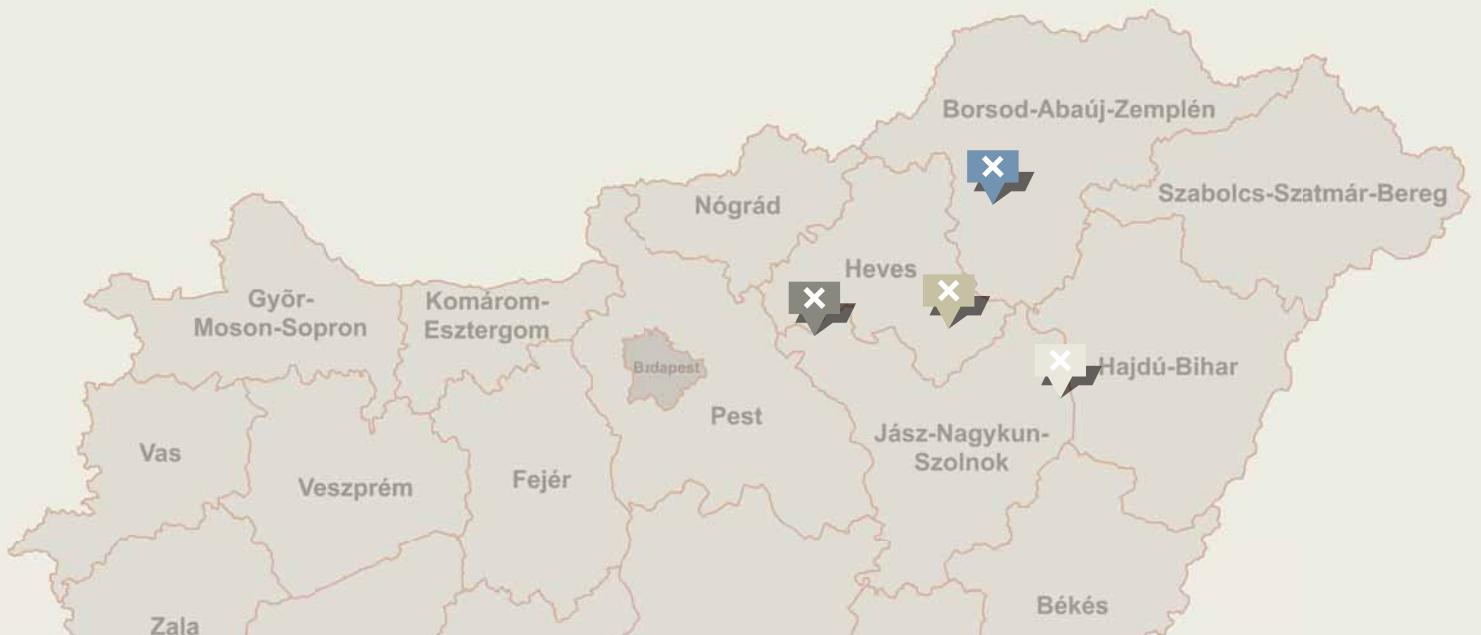 Borsod-Abaúj-Zemplén
Szabolcs-Szatmár-Bereg
Nógrád
Heves
Győr-
Moson-Sopron
Komárom-
Esztergom
Budapest
Hajdú-Bihar
Pest
Jász-Nagykun-
Szolnok
Vas
Veszprém
Fejér
Békés
Zala